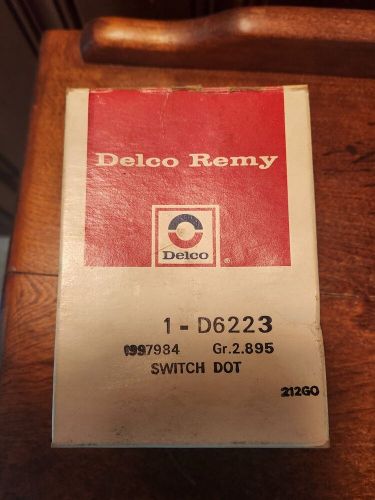 Delco Remy
Delco ®
1-D6223
1997984 Gr.2.895
SWITCH DOT
212GO